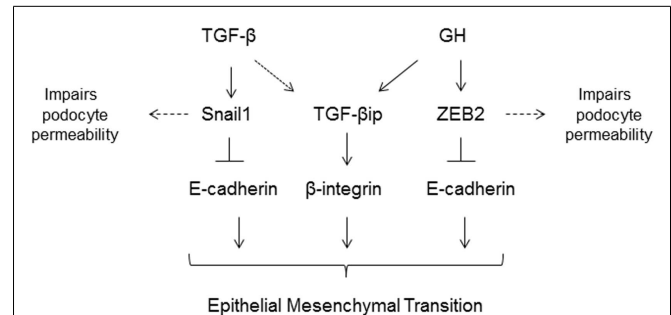 TGF-β GH
Impairs
podocyte
permeability
Snail1 TGF-βip ZEB2
Impairs
podocyte
permeability
E-cadherin β-integrin E-cadherin
Epithelial Mesenchymal Transition